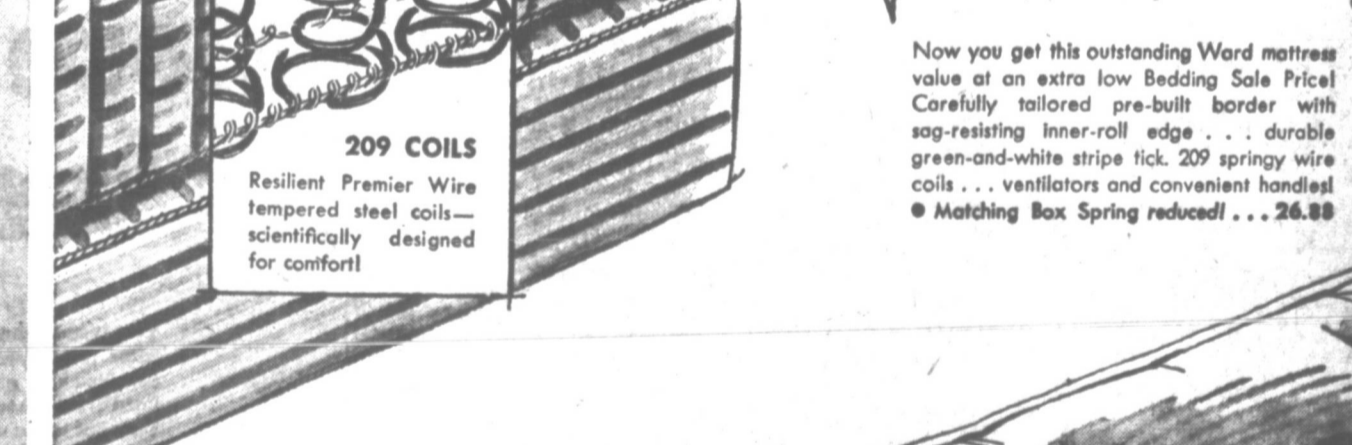 209 COILS
Resilient Premier Wire
tempered steel coils—
scientifically designed
for comfort!
Now you get this outstanding Ward mattress
value at an extra low Bedding Sale Price!
Carefully tailored pre-built border with
sag-resisting inner-roll edge . . . durable
green-and-white stripe tick. 209 springy wire
coils . . . ventilators and convenient handles!
● Matching Box Spring reduced! . . . 26.88